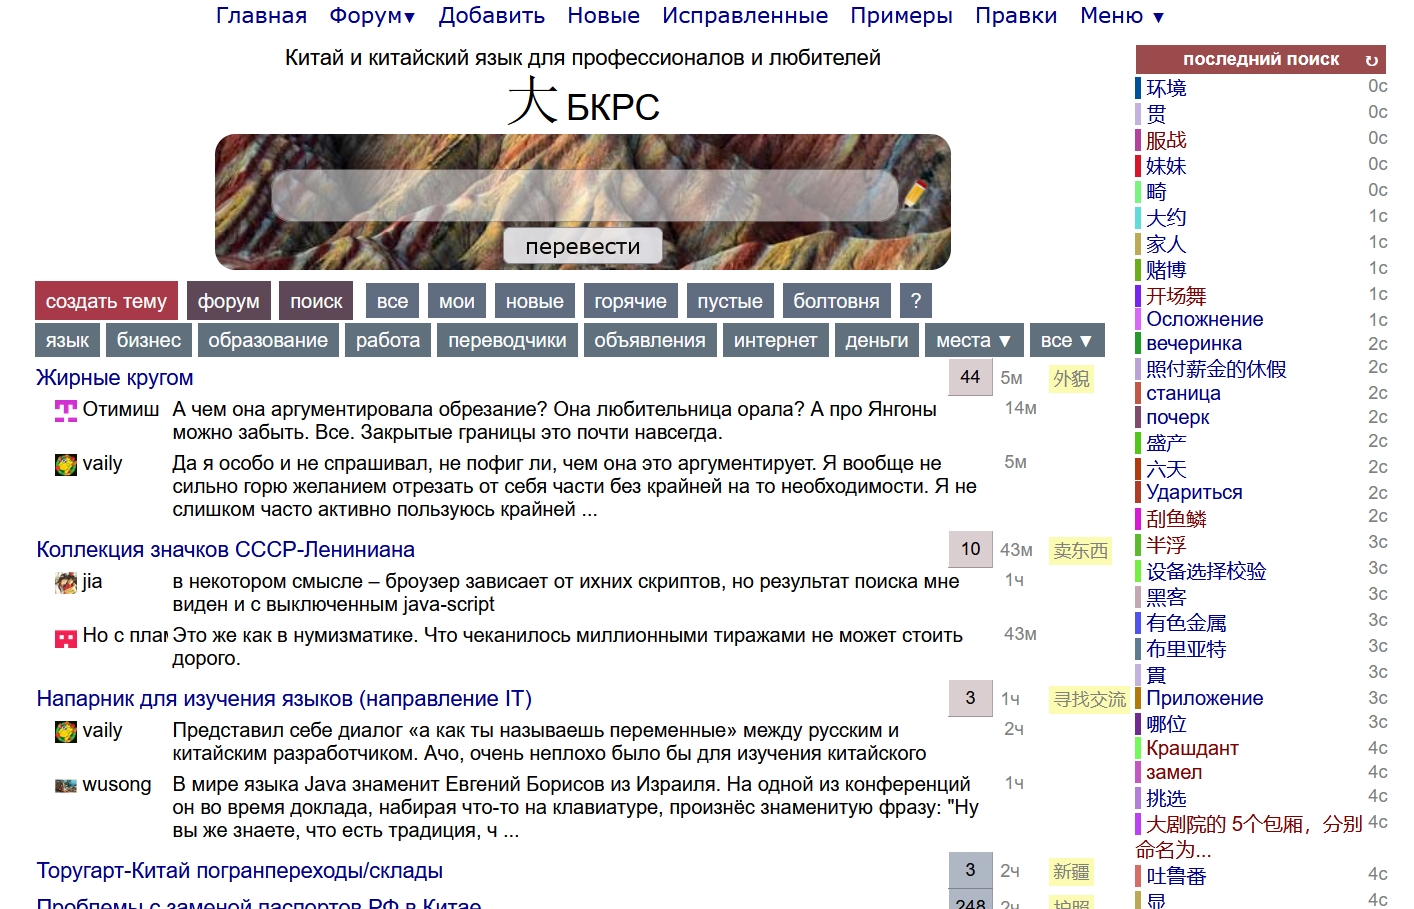 Главная Форум▼ Добавить Новые Исправленные Примеры Правки Меню ▼
Китай и китайский язык для профессионалов и любителей
大 БКРС
перевести
создать тему форум поиск все мои новые горячие пустые болтовня ?
язык бизнес образование работа переводчики объявления интернет деньги места ▼ все ▼
Жирные кругом 44 5м 外貌
Отимиш А чем она аргументировала обрезание? Она любительница орала? А про Янгоны 14м
можно забыть. Все. Закрытые границы это почти навсегда.
vaily Да я особо и не спрашивал, не пофиг ли, чем она это аргументирует. Я вообще не 5м
сильно горю желанием отрезать от себя части без крайней на то необходимости. Я не
слишком часто активно пользуюсь крайней ...
Коллекция значков СССР-Лениниана 10 43м 卖东西
jia в некотором смысле – броузер зависает от ихних скриптов, но результат поиска мне 1ч
виден и с выключенным java-script
Но с плам Это же как в нумизматике. Что чеканилось миллионными тиражами не может стоить 43м
дорого.
Напарник для изучения языков (направление IT) 3 1ч 寻找交流
vaily Представил себе диалог «а как ты называешь переменные» между русским и 2ч
китайским разработчиком. Ачо, очень неплохо было бы для изучения китайского
wusong В мире языка Java знаменит Евгений Борисов из Израиля. На одной из конференций 1ч
он во время доклада, набирая что-то на клавиатуре, произнёс знаменитую фразу: "Ну
вы же знаете, что есть традиция, ч ...
Торугарт-Китай погранпереходы/склады 3 2ч 新疆
Проблемы с заменой паспортов РФ в Китае 248 2ч 护照
последний поиск ↻
环境 0с
贯 0с
服战 0с
妹妹 0с
畸 0с
大约 1с
家人 1с
赌博 1с
开场舞 1с
Осложнение 1с
вечеринка 2с
照付薪金的休假 2с
станица 2с
почерк 2с
盛产 2с
六天 2с
Удариться 2с
刮鱼鳞 2с
半浮 3с
设备选择校验 3с
黑客 3с
有色金属 3с
布里亚特 3с
貫 3с
Приложение 3с
哪位 3с
Крашдант 4с
замел 4с
挑选 4с
大剧院的 5个包厢，分别 4с
命名为...
吐鲁番 4с
显 4с